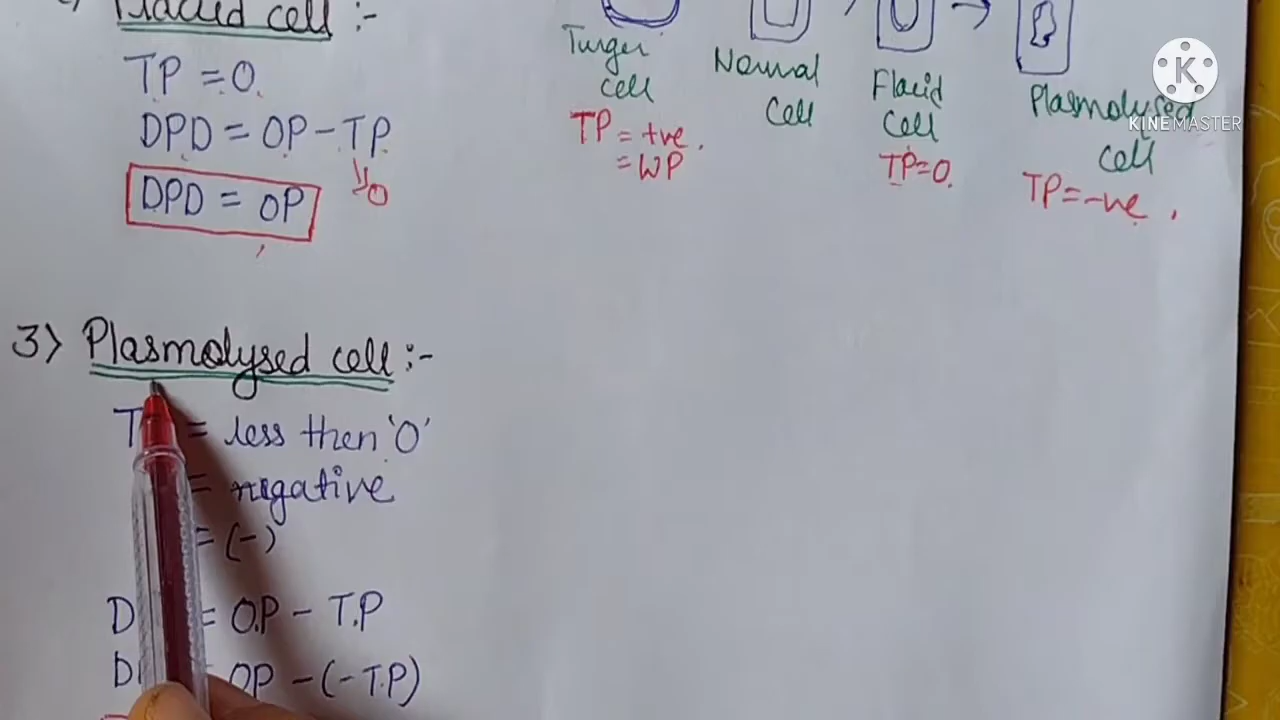 Flacid cell :-
TP = 0.
DPD = OP - TP
0
DPD = OP
Turger cell
TP = +ve.
= WP
Normal Cell
Flacid Cell
TP=0.
Plasmolysed cell
TP = -ve.
K
KINEMASTER
3) Plasmolysed cell :-
= less then '0'
= negative
= (-)
D = O.P - T.P
= OP - (-T.P)